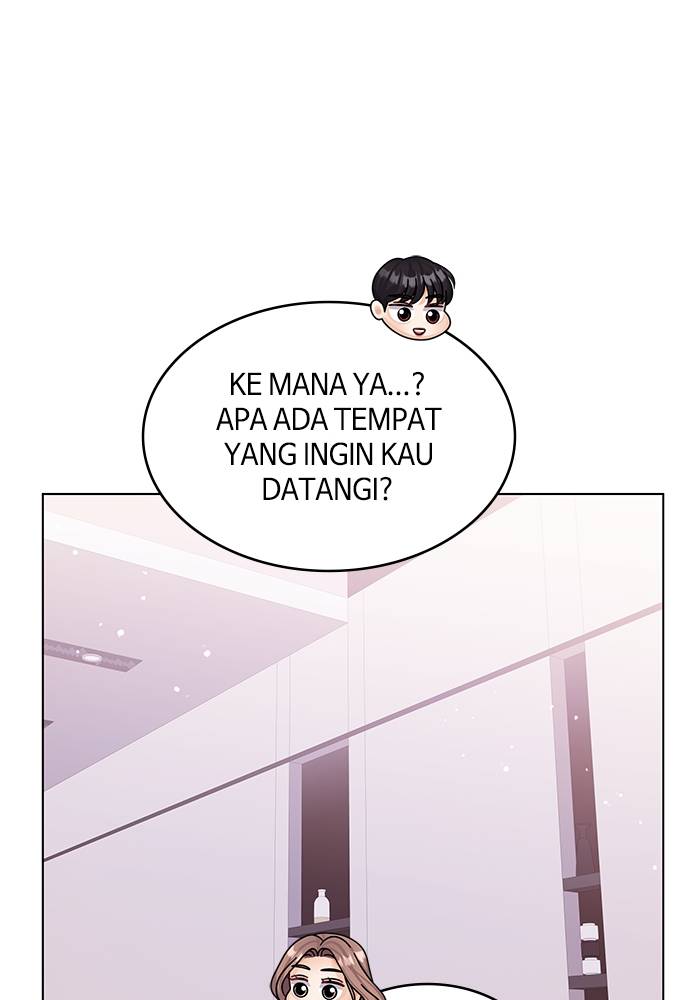 KE MANA YA...?
APA ADA TEMPAT
YANG INGIN KAU
DATANGI?